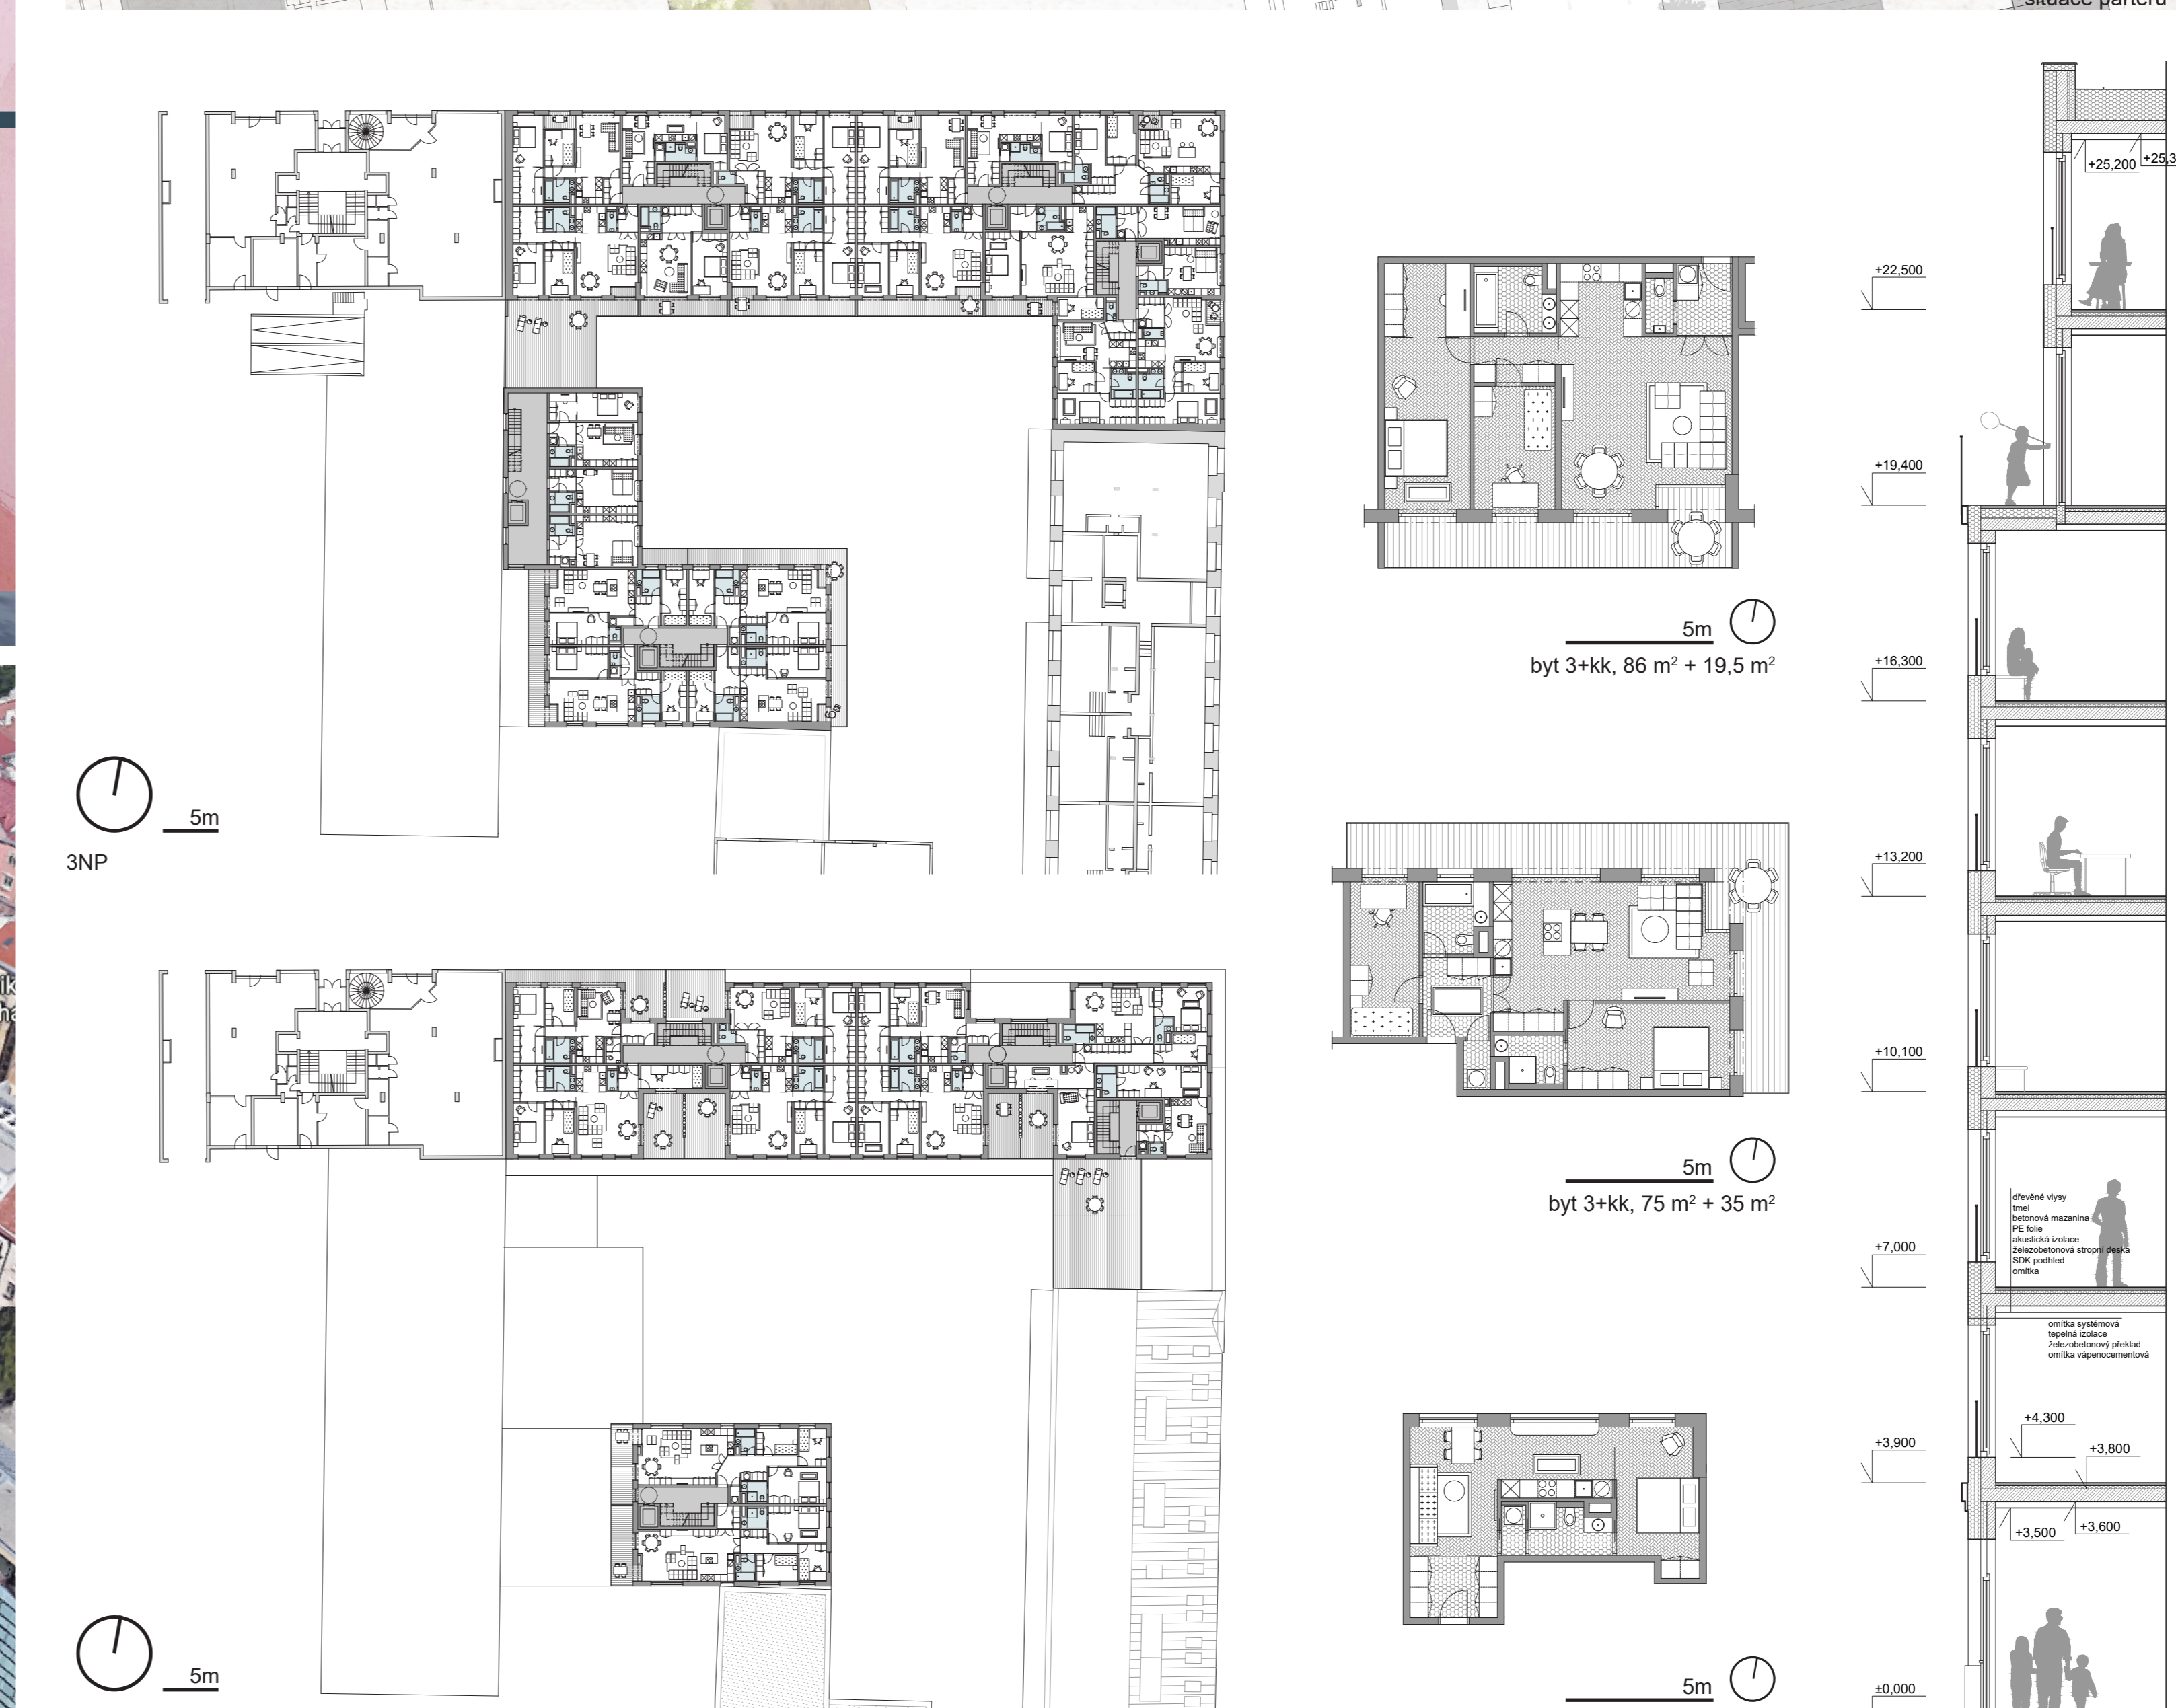 situace parteru
+25,200
+22,500
+19,400
5m
byt 3+kk, 86 m² + 19,5 m²
+16,300
5m
3NP
+13,200
+10,100
5m
byt 3+kk, 75 m² + 35 m²
dřevěné vlysy
tmel
betonová mazanina
PE folie
akustická izolace
železobetonová stropní deska
SDK podhled
omítka
+7,000
omítka systémová
tepelná izolace
železobetonový překlad
omítka vápenocementová
+4,300
+3,900
+3,800
+3,600
+3,500
5m
5m
±0,000